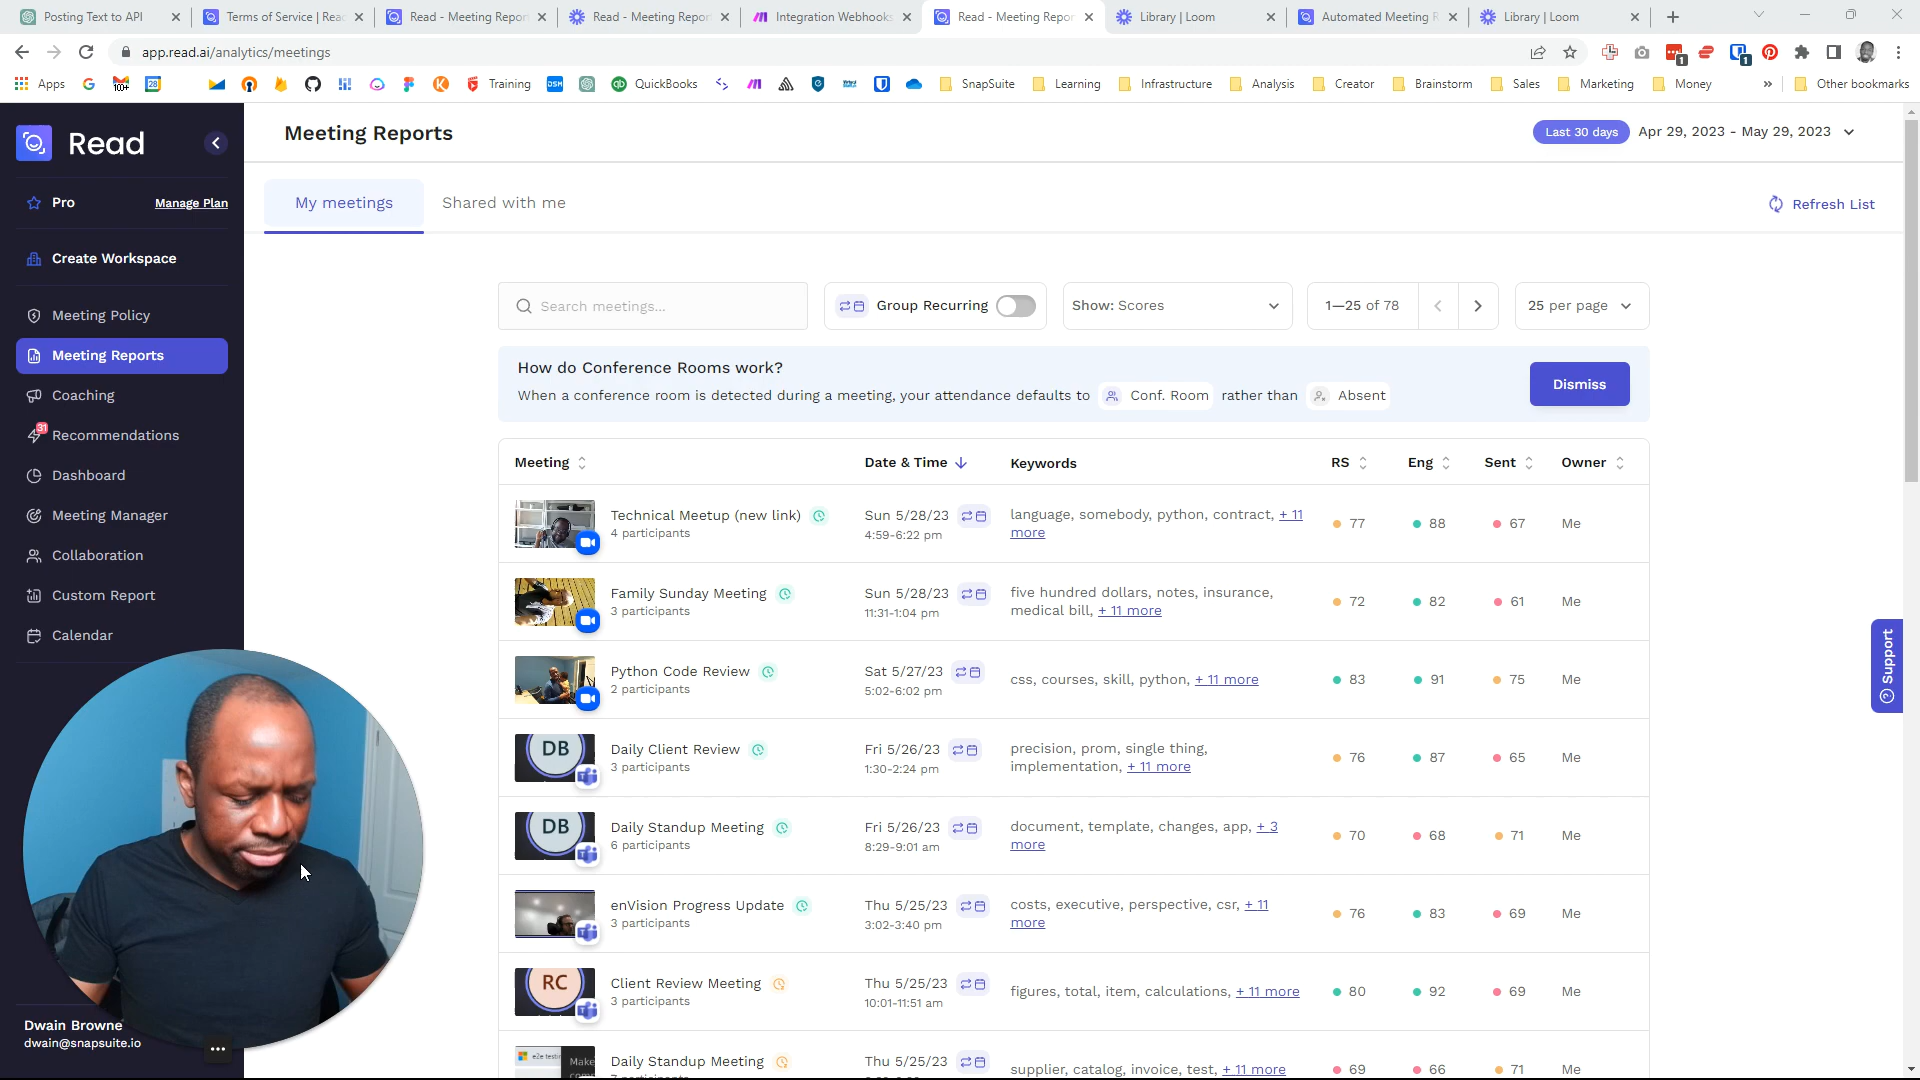 Posting Text to API
Terms of Service | Read
Read - Meeting Repor
Read - Meeting Repor
Integration Webhooks
Read - Meeting Repor
Library | Loom
Automated Meeting R
Library | Loom
app.read.ai/analytics/meetings
1
1
Apps
100+
28
Training
DSM
QuickBooks
SnapSuite
Learning
Infrastructure
Analysis
Creator
Brainstorm
Sales
Marketing
Money
Other bookmarks
Read
Pro
Manage Plan
Create Workspace
Meeting Policy
Meeting Reports
Coaching
31
Recommendations
Dashboard
Meeting Manager
Collaboration
Custom Report
Calendar
Dwain Browne
dwain@snapsuite.io
Meeting Reports
Last 30 days
Apr 29, 2023 - May 29, 2023
My meetings
Shared with me
Refresh List
Search meetings...
Group Recurring
Show: Scores
1—25 of 78
25 per page
How do Conference Rooms work?
When a conference room is detected during a meeting, your attendance defaults to Conf. Room rather than Absent
Dismiss
Meeting Date & Time Keywords RS Eng Sent Owner
Technical Meetup (new link)
4 participants
Sun 5/28/23
4:59-6:22 pm
language, somebody, python, contract, + 11
more
77 88 67 Me
Family Sunday Meeting
3 participants
Sun 5/28/23
11:31-1:04 pm
five hundred dollars, notes, insurance,
medical bill, + 11 more
72 82 61 Me
Python Code Review
2 participants
Sat 5/27/23
5:02-6:02 pm
css, courses, skill, python, + 11 more
83 91 75 Me
DB
Daily Client Review
3 participants
Fri 5/26/23
1:30-2:24 pm
precision, prom, single thing,
implementation, + 11 more
76 87 65 Me
DB
Daily Standup Meeting
6 participants
Fri 5/26/23
8:29-9:01 am
document, template, changes, app, + 3
more
70 68 71 Me
enVision Progress Update
3 participants
Thu 5/25/23
3:02-3:40 pm
costs, executive, perspective, csr, + 11
more
76 83 69 Me
RC
Client Review Meeting
3 participants
Thu 5/25/23
10:01-11:51 am
figures, total, item, calculations, + 11 more
80 92 69 Me
Daily Standup Meeting
Thu 5/25/23
supplier, catalog, invoice, test, + 11 more
69 66 71 Me
Support